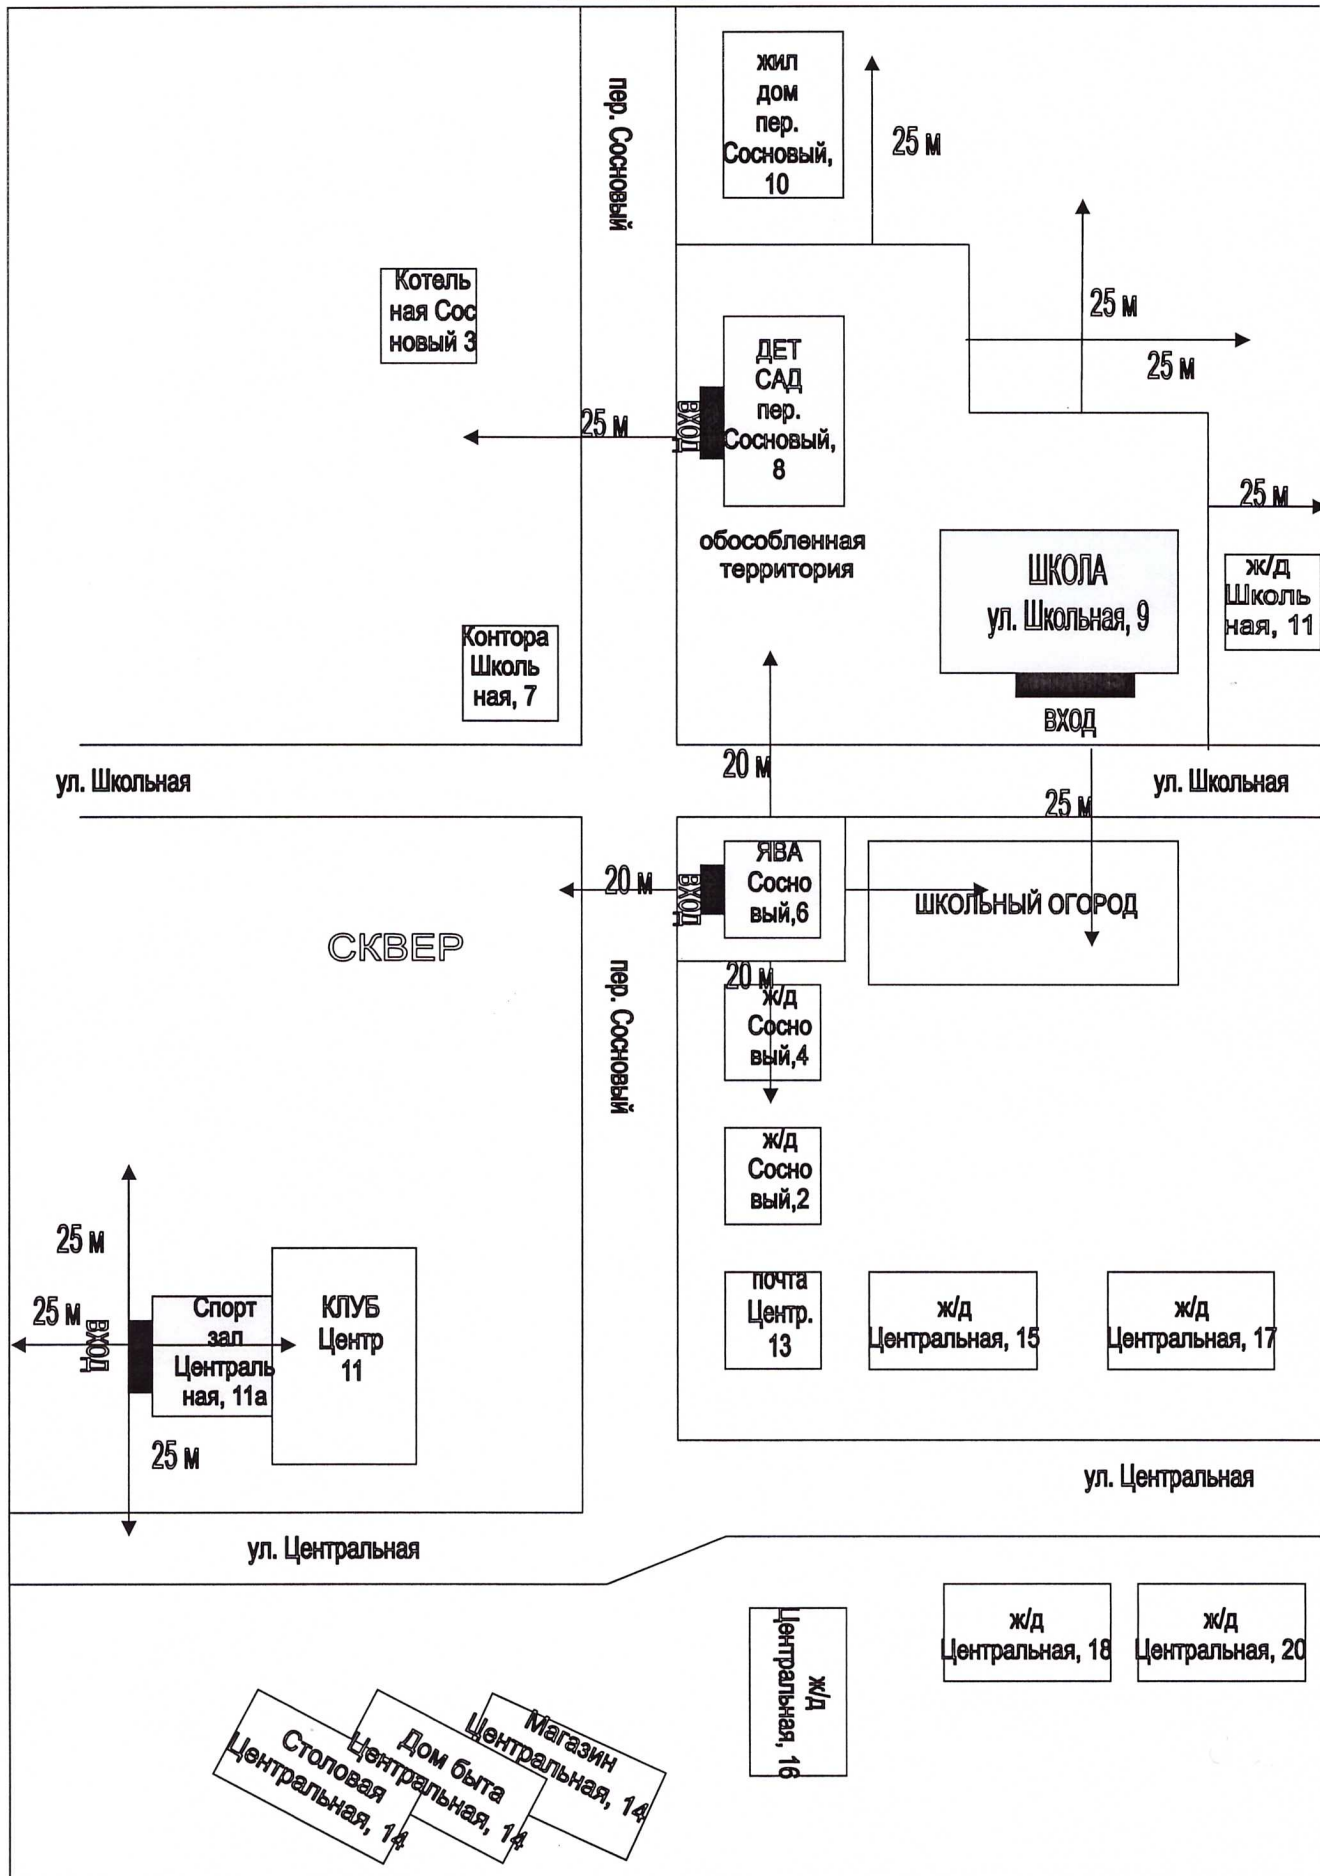 жил
дом
пер.
Сосновый,
10
25 м
пер. Сосновый
Котель
ная Сос
новый 3
25 м
25 м
ДЕТ
САД
пер.
Сосновый,
8
ВХОД
25 м
25 м
обособленная
территория
ШКОЛА
ул. Школьная, 9
ж/д
Школь
ная, 11
Контора
Школь
ная, 7
ВХОД
20 м
ул. Школьная
ул. Школьная
25 м
ЯВА
Сосно
вый,6
ВХОД
20 м
ШКОЛЬНЫЙ ОГОРОД
СКВЕР
20 м
пер. Сосновый
ж/д
Сосно
вый,4
ж/д
Сосно
вый,2
25 м
25 м
ВХОД
Спорт
зал
Централь
ная, 11а
КЛУБ
Центр
11
почта
Центр.
13
ж/д
Центральная, 15
ж/д
Центральная, 17
25 м
ул. Центральная
ул. Центральная
ж/д
Центральная, 16
ж/д
Центральная, 18
ж/д
Центральная, 20
Столовая
Центральная, 14
Дом быта
Центральная, 14
Магазин
Центральная, 14